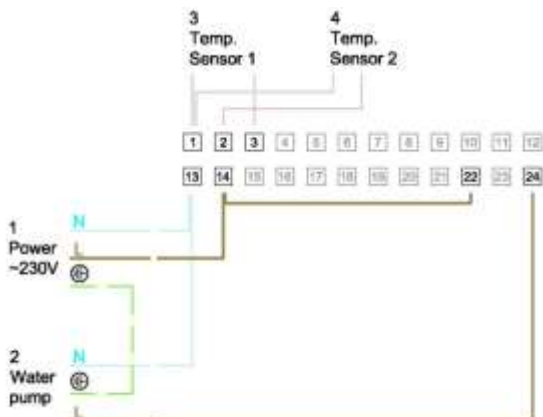 3
Temp.
Sensor 1
4
Temp.
Sensor 2
1 2 3 4 5 6 7 8 9 10 11 12
13 14 15 16 17 18 19 20 21 22 23 24
1
Power
~230V
N
L
2
Water
pump
N
L